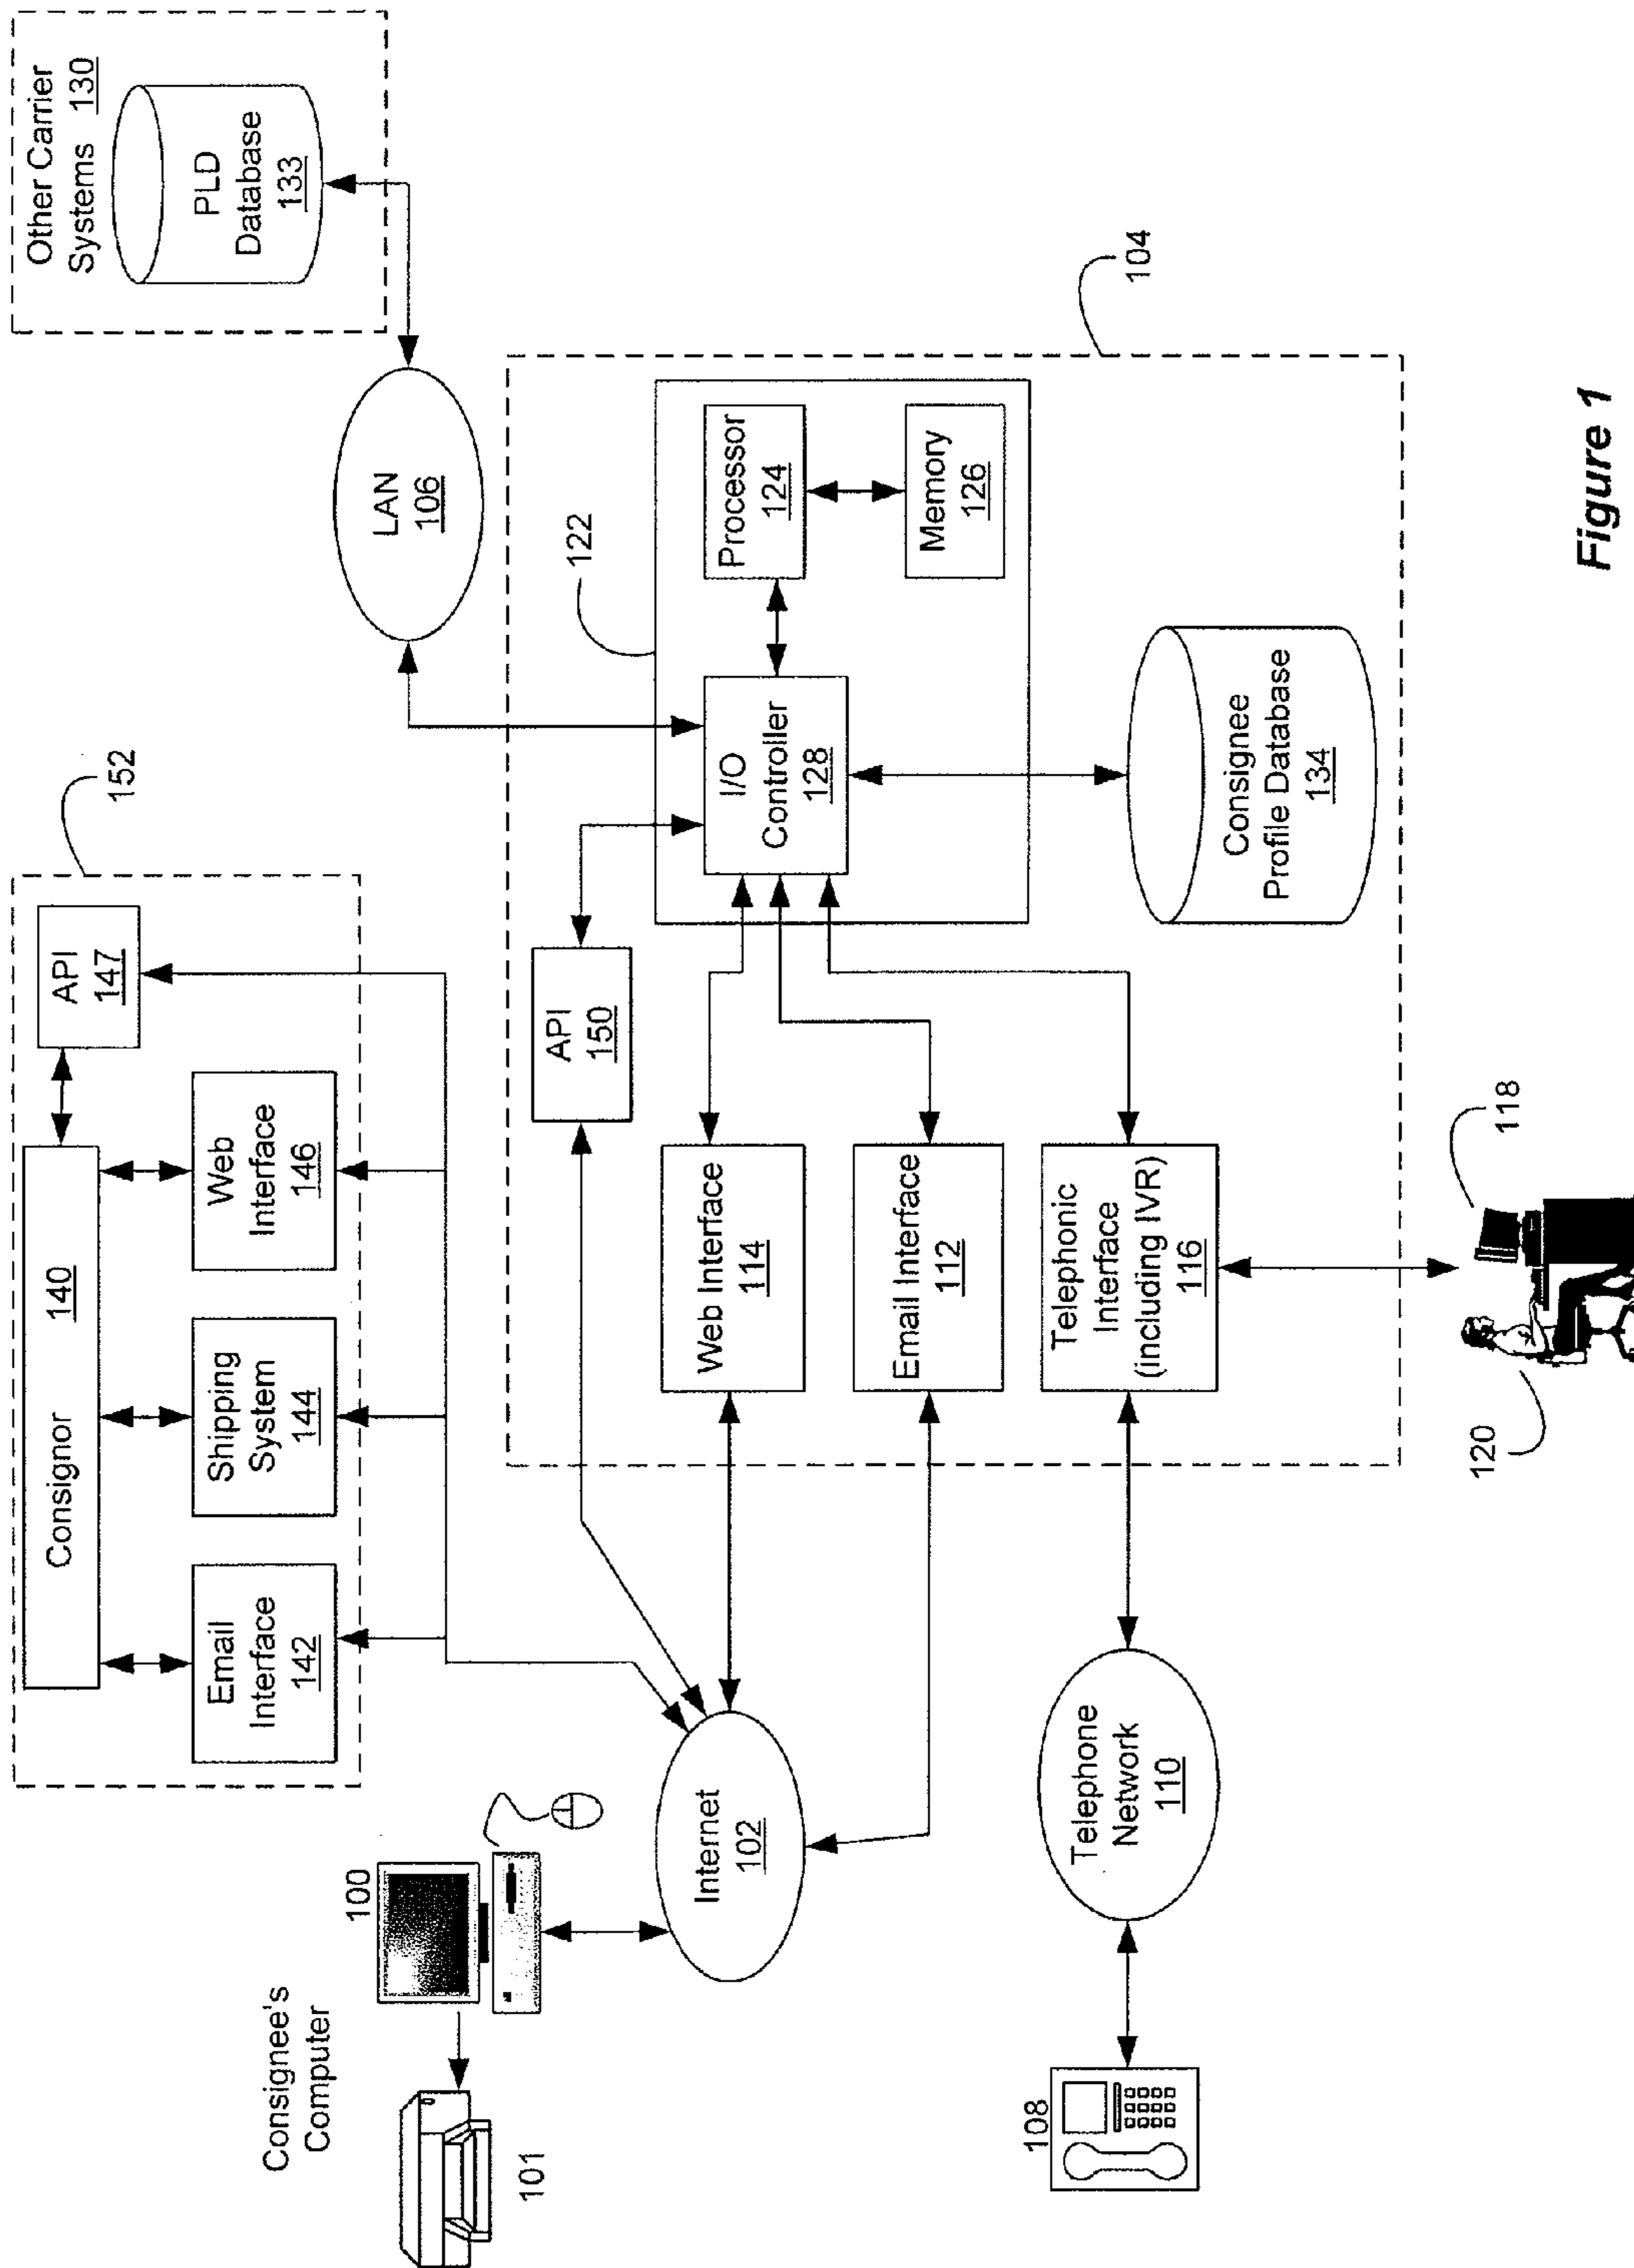 Consignee's
Computer
100
101
Consignor
140
Email
Interface
142
Shipping
System
144
Web
Interface
146
API
147
152
Other Carrier
Systems 130
PLD
Database
133
LAN
106
Internet
102
API
150
122
Web Interface
114
Email Interface
112
Telephonic
Interface
(including IVR)
116
I/O
Controller
128
Processor
124
Memory
126
Consignee
Profile Database
134
104
108
Telephone
Network
110
120
118
Figure 1